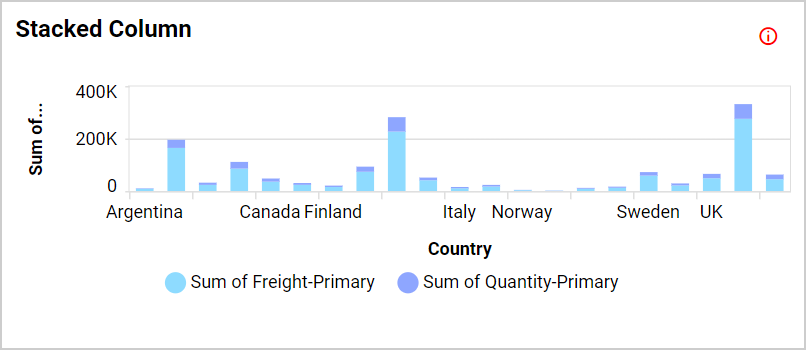 Stacked Column
Sum of...
400K
200K
0
Argentina Canada Finland Italy Norway Sweden UK
Country
Sum of Freight-Primary Sum of Quantity-Primary